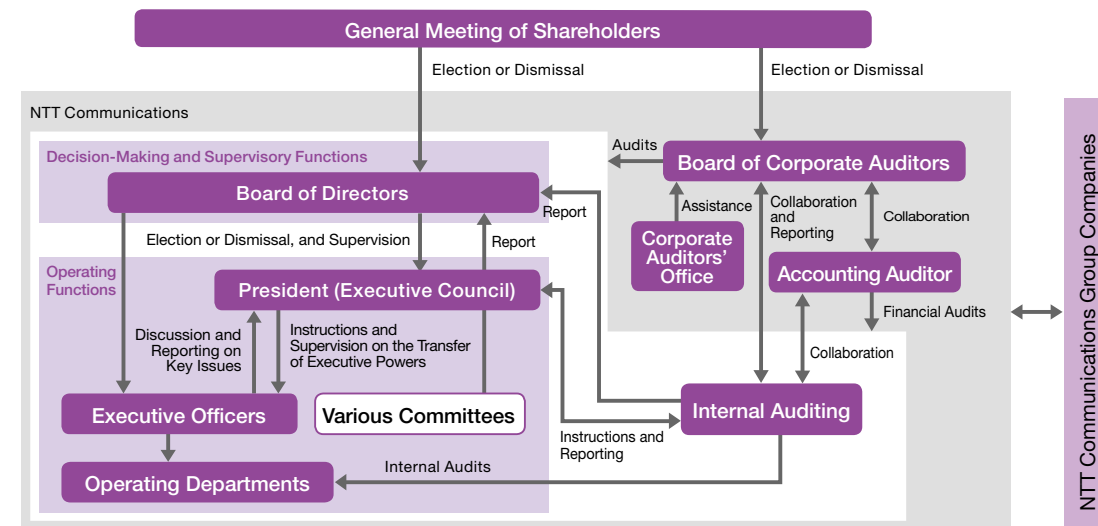 General Meeting of Shareholders
Election or Dismissal
Election or Dismissal
NTT Communications
Decision-Making and Supervisory Functions
Board of Directors
Audits
Board of Corporate Auditors
Report
Assistance
Collaboration
and
Reporting
Collaboration
Election or Dismissal, and Supervision
Report
Corporate
Auditors'
Office
Operating
Functions
President (Executive Council)
Accounting Auditor
Financial Audits
Discussion and
Reporting on
Key Issues
Instructions and
Supervision on the Transfer
of Executive Powers
Collaboration
Executive Officers
Various Committees
Internal Auditing
Instructions and
Reporting
Internal Audits
Operating Departments
NTT Communications Group Companies